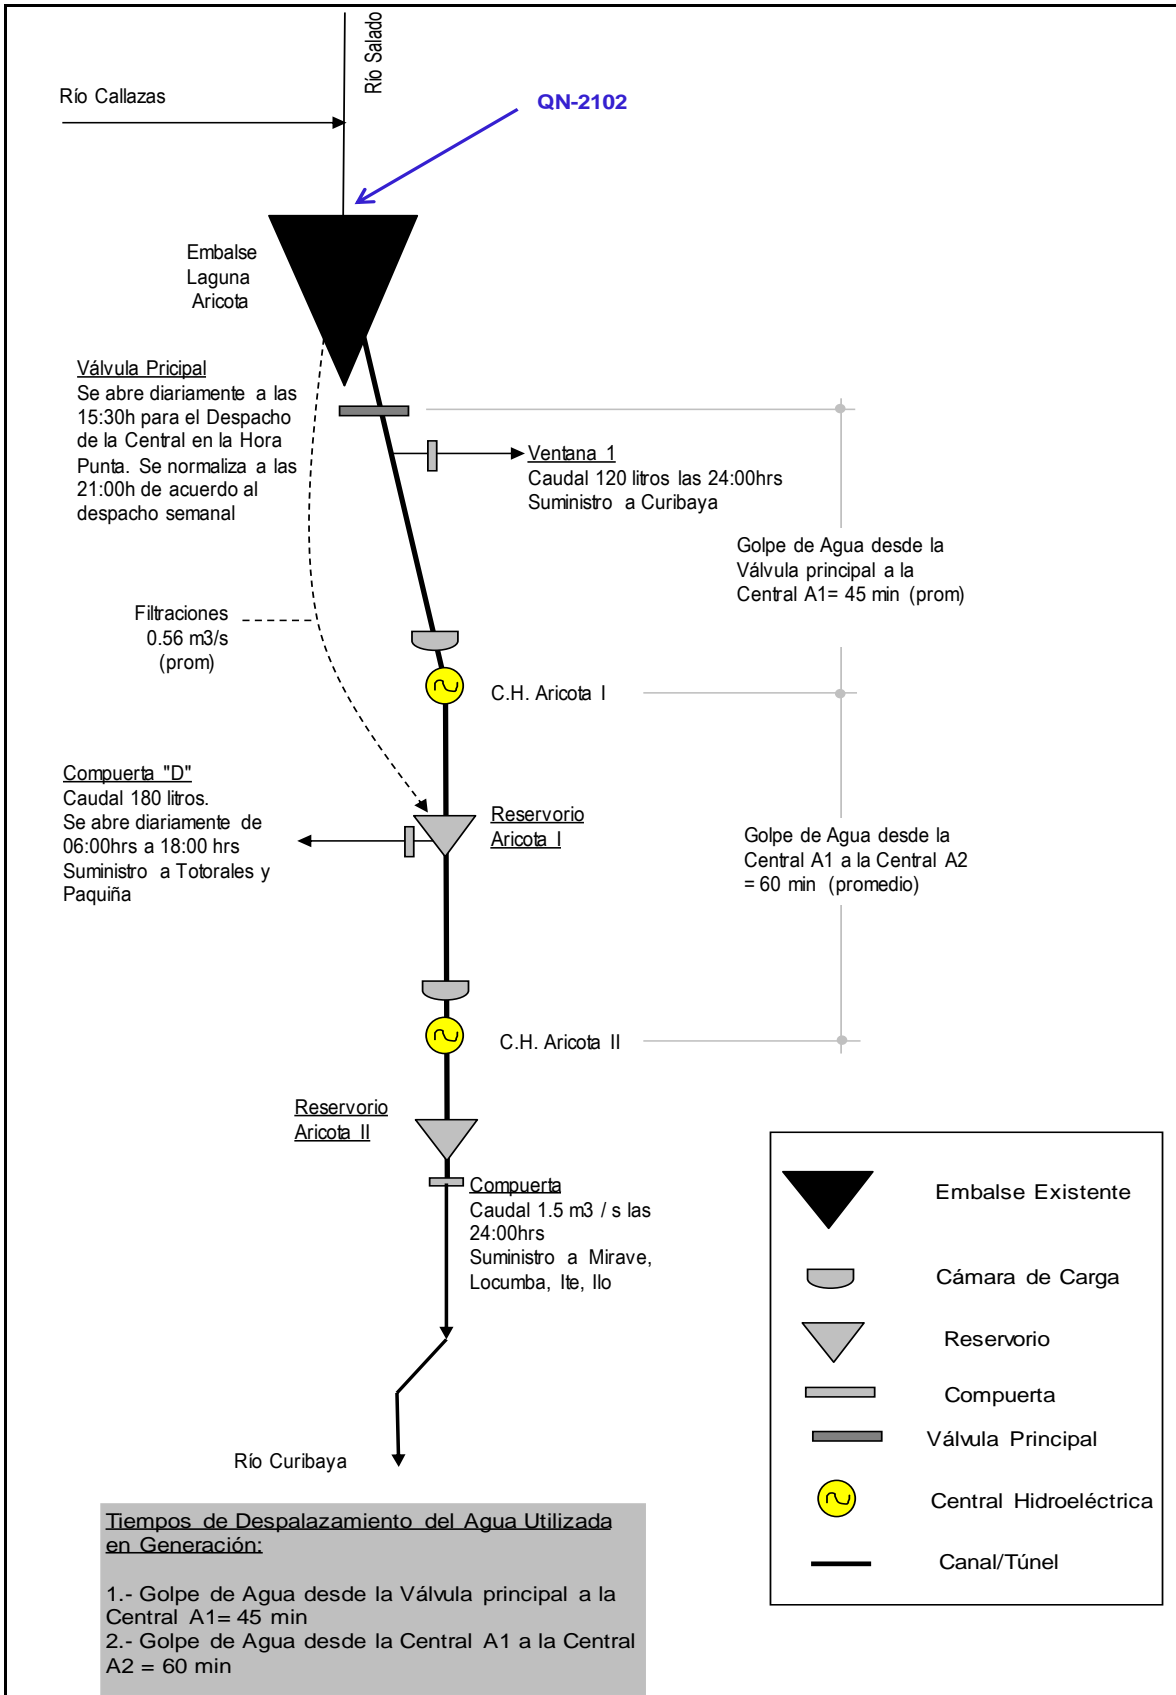 Río Salado
Río Callazas
QN-2102
Embalse
Laguna
Aricota
Válvula Pricipal
Se abre diariamente a las
15:30h para el Despacho
de la Central en la Hora
Punta. Se normaliza a las
21:00h de acuerdo al
despacho semanal
Ventana 1
Caudal 120 litros las 24:00hrs
Suministro a Curibaya
Golpe de Agua desde la
Válvula principal a la
Central A1= 45 min (prom)
Filtraciones
0.56 m3/s
(prom)
C.H. Aricota I
Compuerta "D"
Caudal 180 litros.
Se abre diariamente de
06:00hrs a 18:00 hrs
Suministro a Totorales y
Paquiña
Reservorio
Aricota I
Golpe de Agua desde la
Central A1 a la Central A2
= 60 min (promedio)
C.H. Aricota II
Reservorio
Aricota II
Compuerta
Caudal 1.5 m3 / s las
24:00hrs
Suministro a Mirave,
Locumba, Ite, Ilo
Río Curibaya
Embalse Existente
Cámara de Carga
Reservorio
Compuerta
Válvula Principal
Central Hidroeléctrica
Canal/Túnel
Tiempos de Despalazamiento del Agua Utilizada
en Generación:
1.- Golpe de Agua desde la Válvula principal a la
Central A1= 45 min
2.- Golpe de Agua desde la Central A1 a la Central
A2 = 60 min